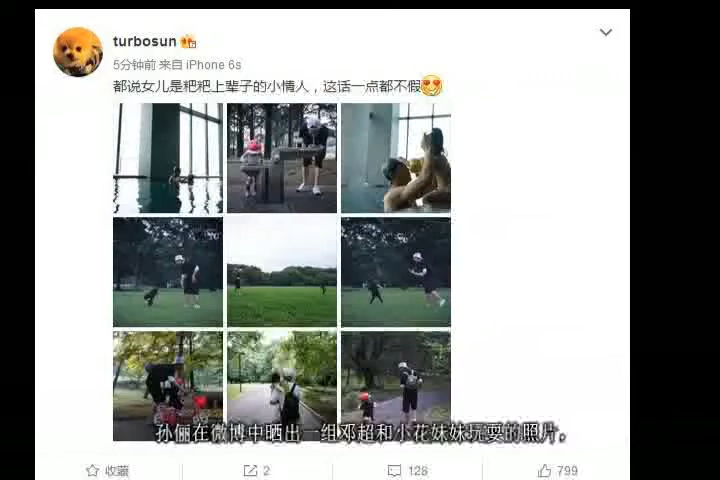 turbosun
5分钟前 来自 iPhone 6s
都说女儿是粑粑上辈子的小情人，这话一点都不假
孙俪在微博中晒出一组邓超和小花妹妹玩耍的照片,
收藏
2
128
799